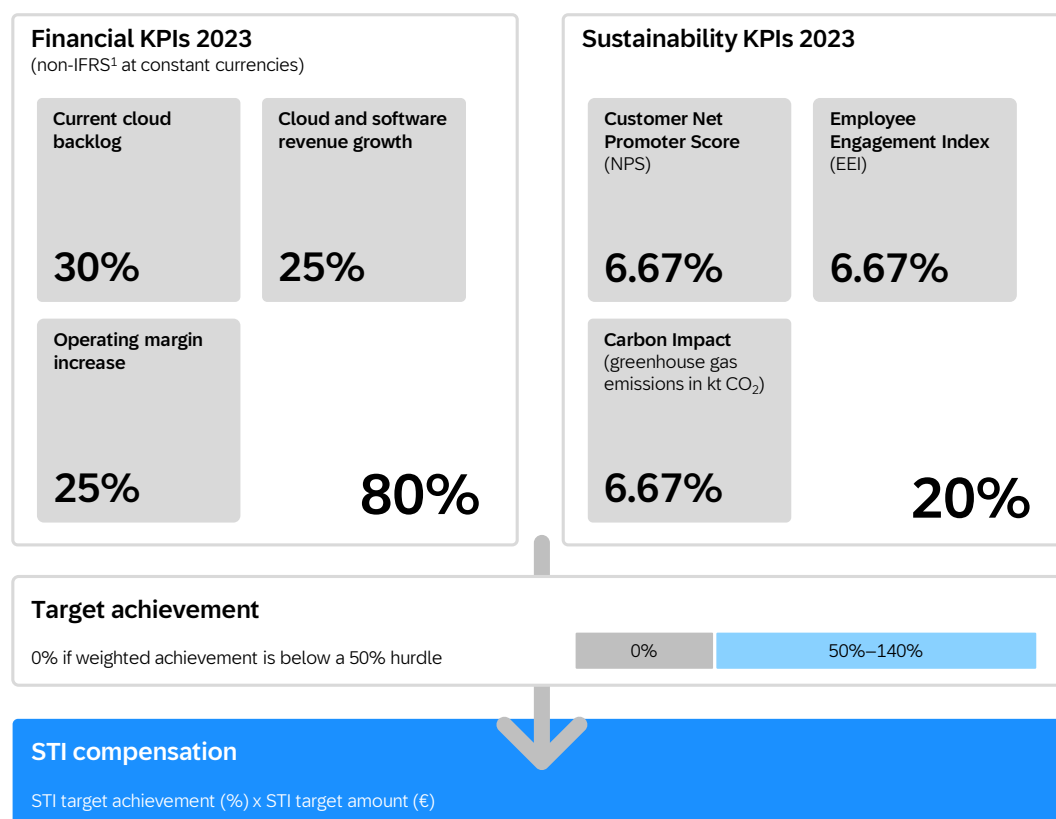 Financial KPIs 2023
(non-IFRS¹ at constant currencies)
Current cloud
backlog
30%
Cloud and software
revenue growth
25%
Operating margin
increase
25%
80%
Sustainability KPIs 2023
Customer Net
Promoter Score
(NPS)
6.67%
Employee
Engagement Index
(EEI)
6.67%
Carbon Impact
(greenhouse gas
emissions in kt CO₂)
6.67%
20%
Target achievement
0% if weighted achievement is below a 50% hurdle
0%
50%–140%
STI compensation
STI target achievement (%) x STI target amount (€)